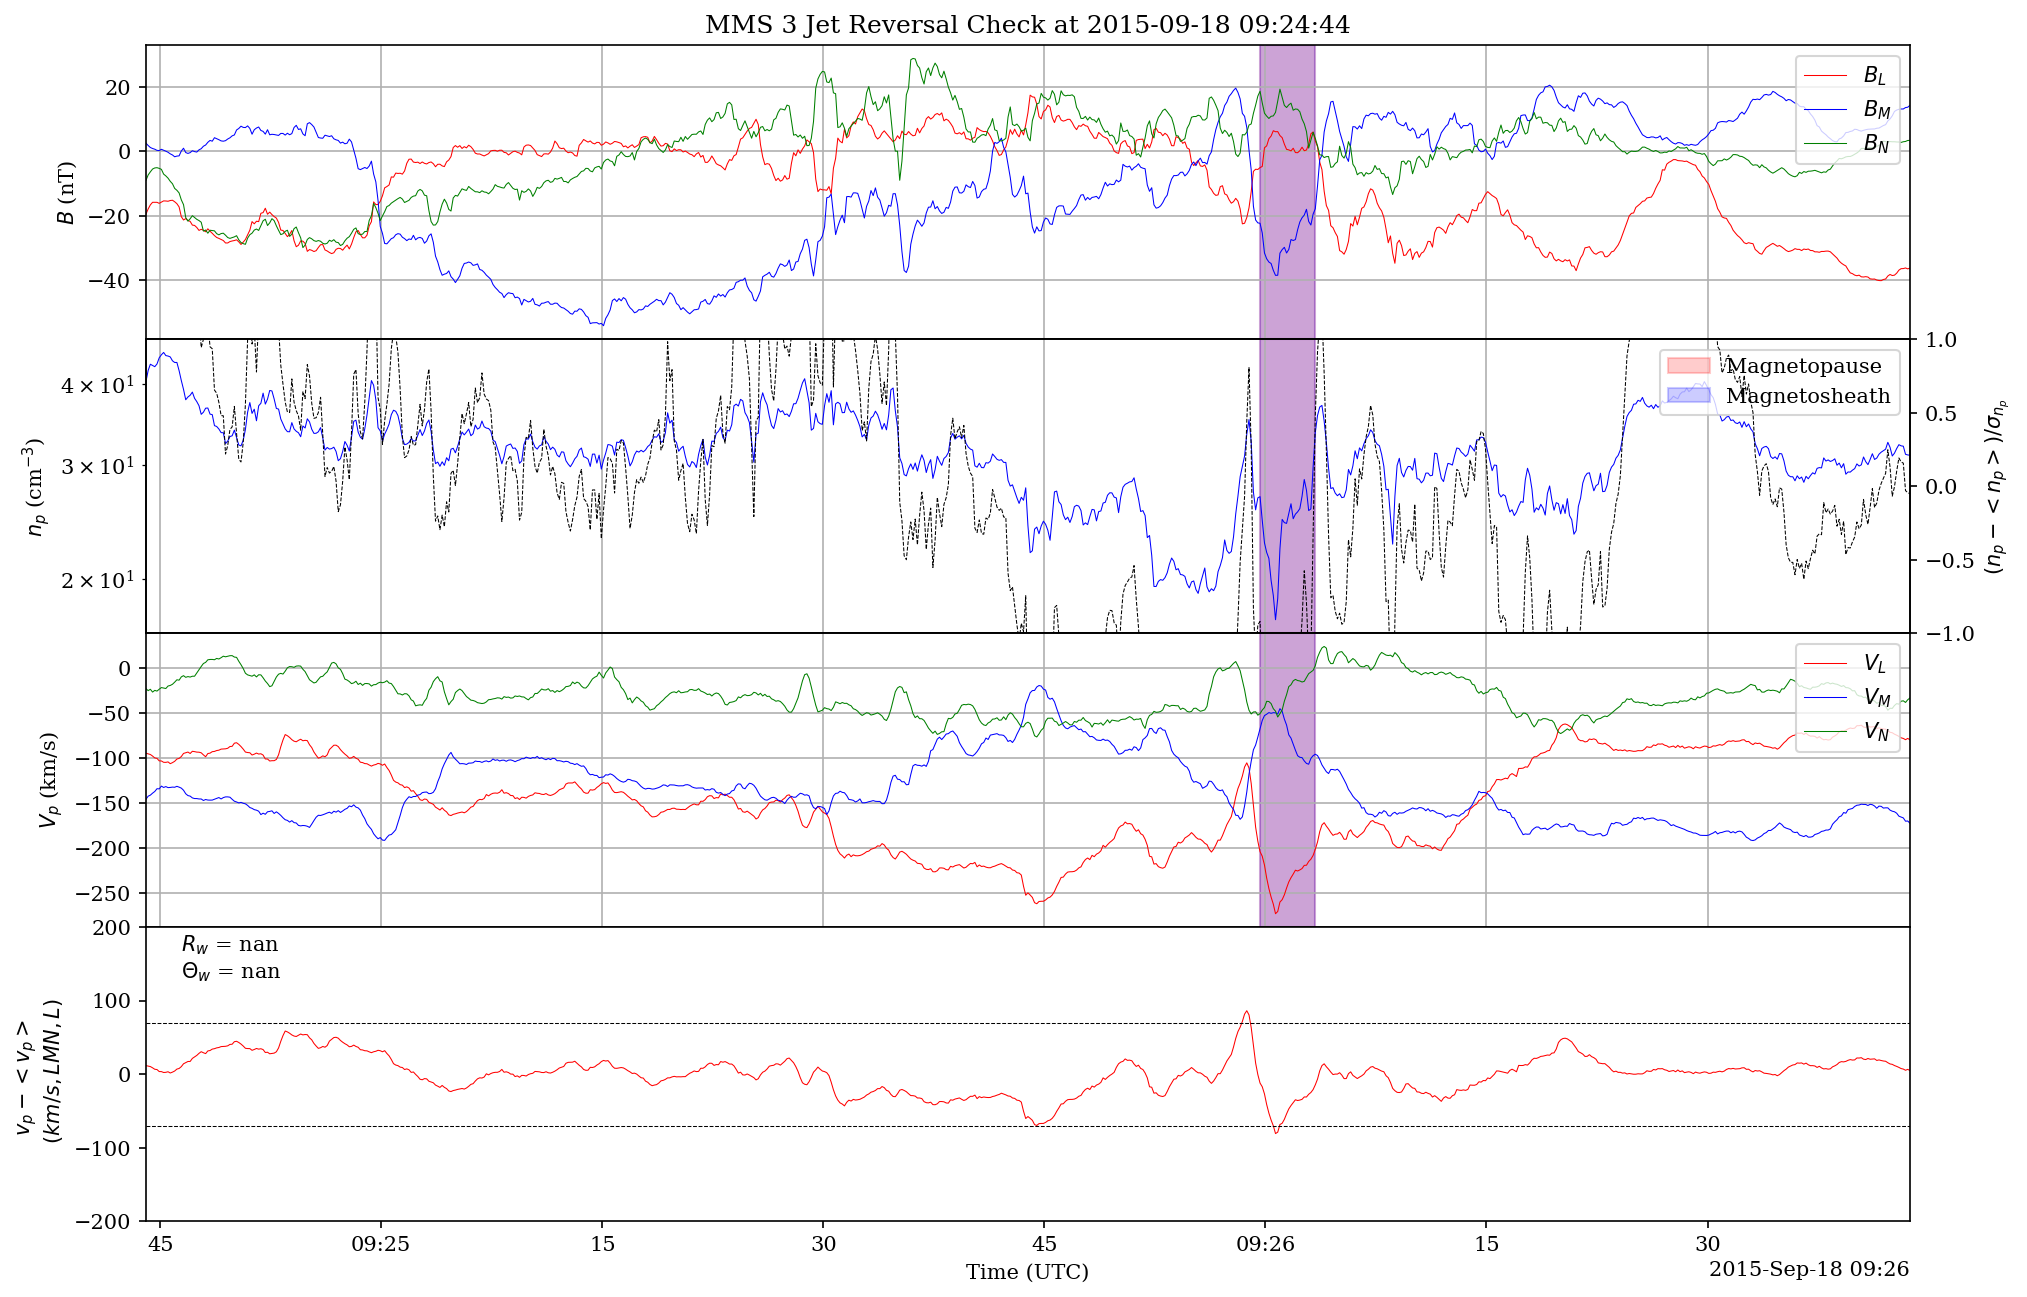 MMS 3 Jet Reversal Check at 2015-09-18 09:24:44
20
0
−20
−40
B (nT)
B_L
B_M
B_N
4 × 10^1
3 × 10^1
2 × 10^1
n_p (cm^−3)
1.0
0.5
0.0
−0.5
−1.0
(n_p − < n_p >)/σ_{n_p}
Magnetopause
Magnetosheath
0
−50
−100
−150
−200
−250
V_p (km/s)
V_L
V_M
V_N
200
100
0
−100
−200
v_p − < v_p >
(km/s, LMN, L)
R_w = nan
Θ_w = nan
45
09:25
15
30
45
09:26
15
30
Time (UTC)
2015-Sep-18 09:26